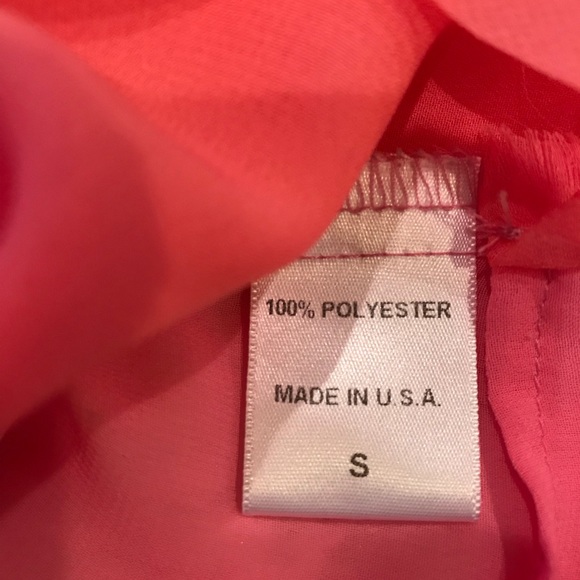 100% POLYESTER
MADE IN U.S.A.
S